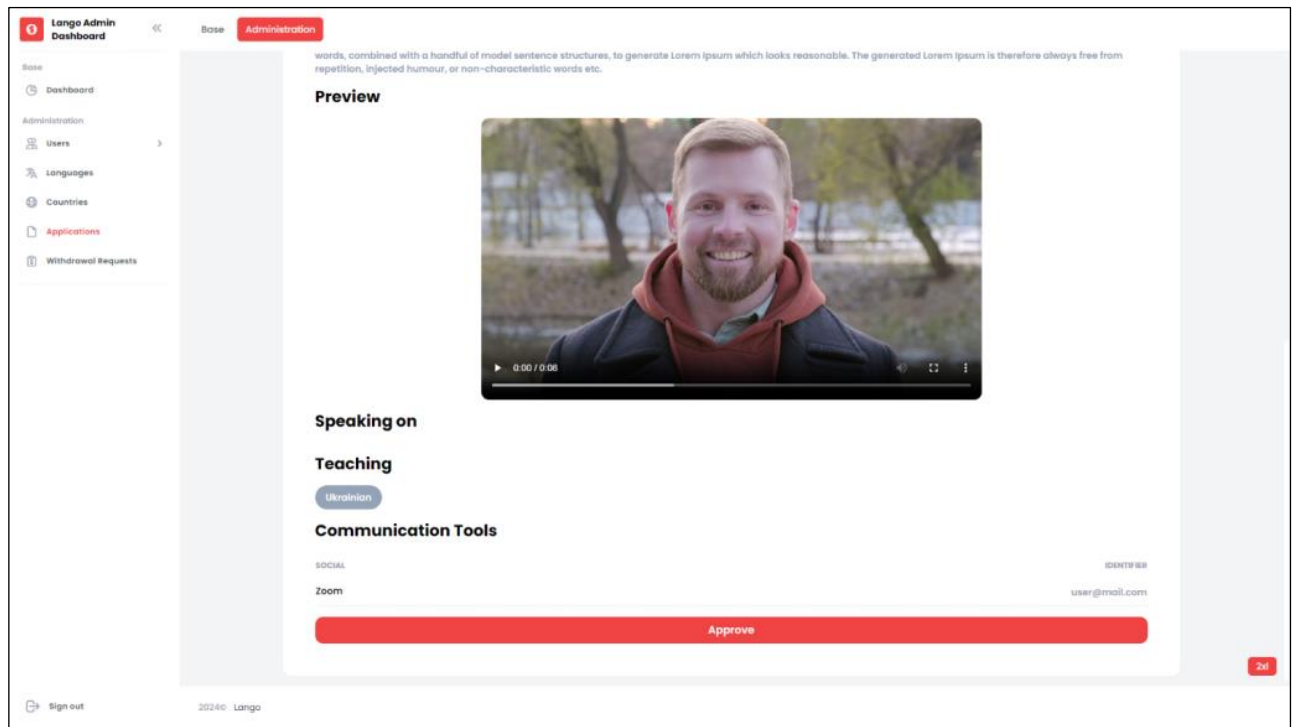 Lango Admin
Dashboard
Base
Administration
Base
Dashboard
Administration
Users
Languages
Countries
Applications
Withdrawal Requests
Sign out
words, combined with a handful of model sentence structures, to generate Lorem Ipsum which looks reasonable. The generated Lorem Ipsum is therefore always free from
repetition, injected humour, or non-characteristic words etc.
Preview
0:00 / 0:06
Speaking on
Teaching
Ukrainian
Communication Tools
SOCIAL IDENTIFIER
Zoom user@mail.com
Approve
2xl
2024© Lango